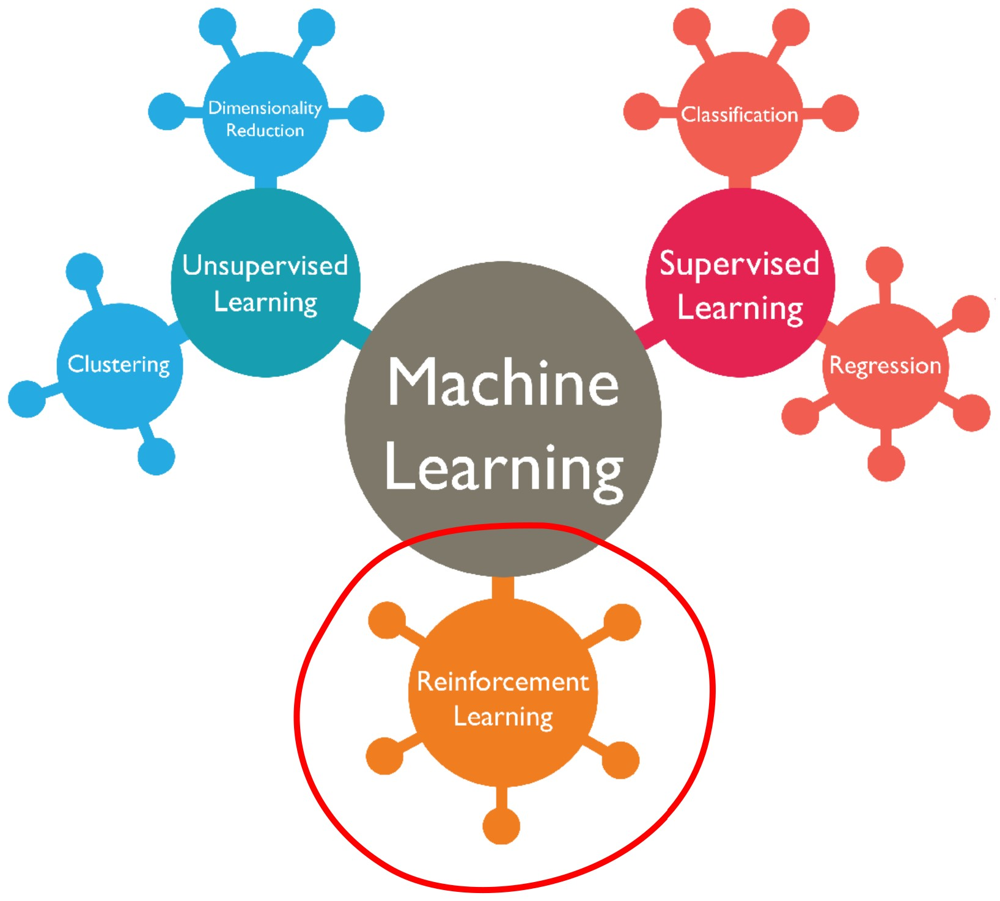 Dimensionality
Reduction
Classification
Unsupervised
Learning
Supervised
Learning
Clustering
Regression
Machine
Learning
Reinforcement
Learning